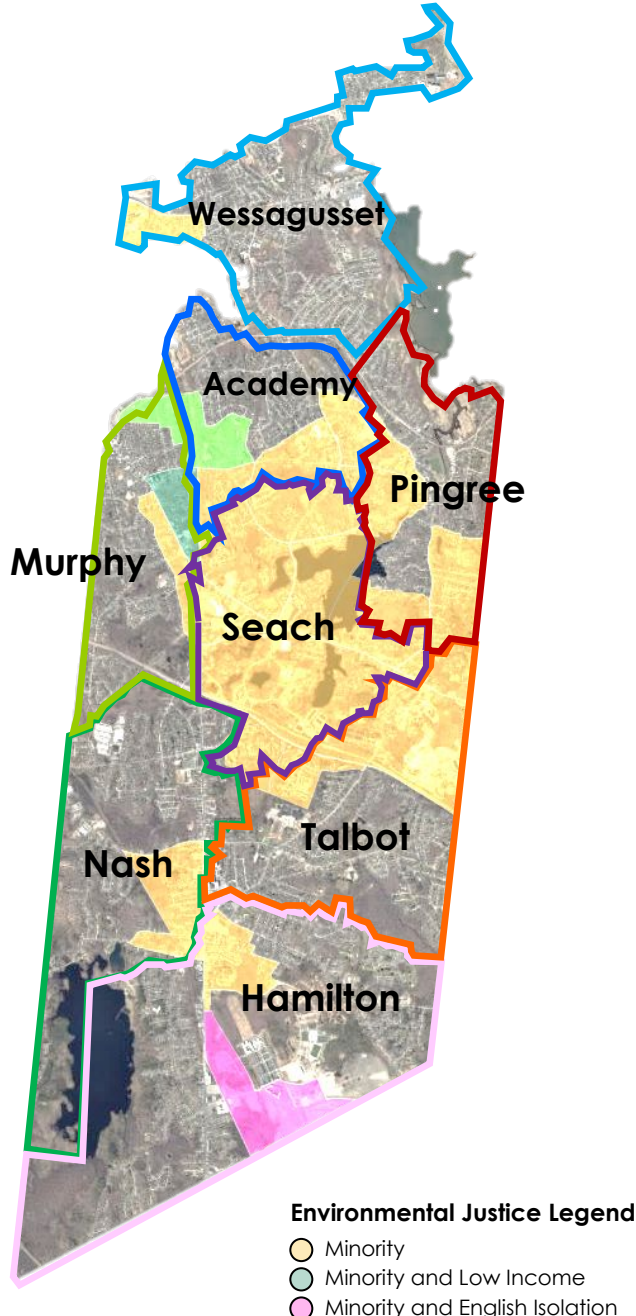 Wessagusset
Academy
Pingree
Murphy
Seach
Talbot
Nash
Hamilton
Environmental Justice Legend
Minority
Minority and Low Income
Minority and English Isolation